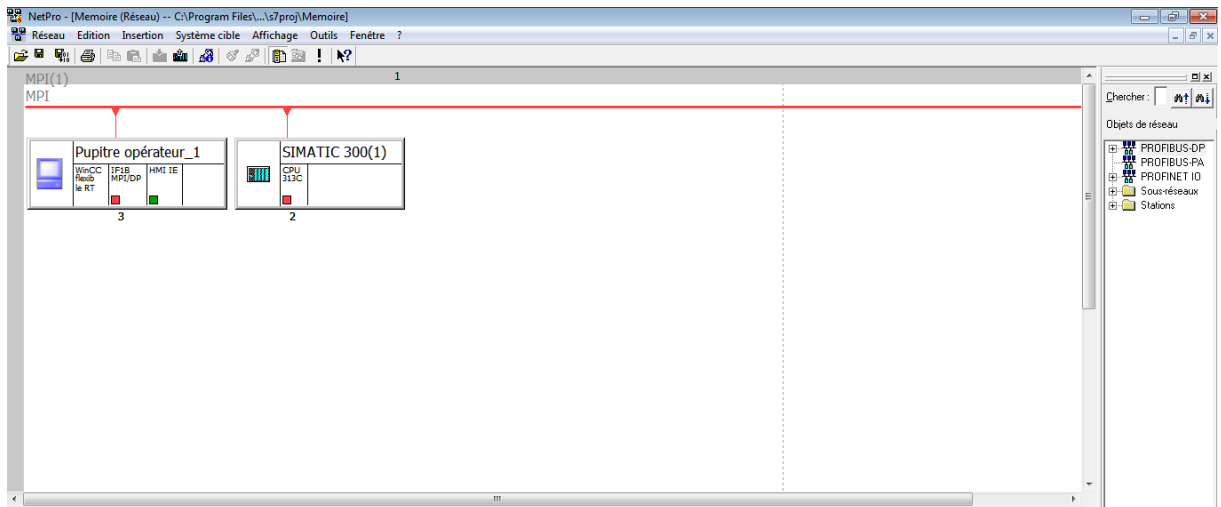 NetPro - [Memoire (Réseau) -- C:\Program Files\...\s7proj\Memoire]
Réseau Edition Insertion Système cible Affichage Outils Fenêtre ?
MPI(1)
1
MPI
Pupitre opérateur_1
WinCC
flexib
le RT
IF1B
MPI/DP
HMI IE
3
SIMATIC 300(1)
CPU
313C
2
Chercher :
Objets de réseau
PROFIBUS-DP
PROFIBUS-PA
PROFINET IO
Sous-réseaux
Stations